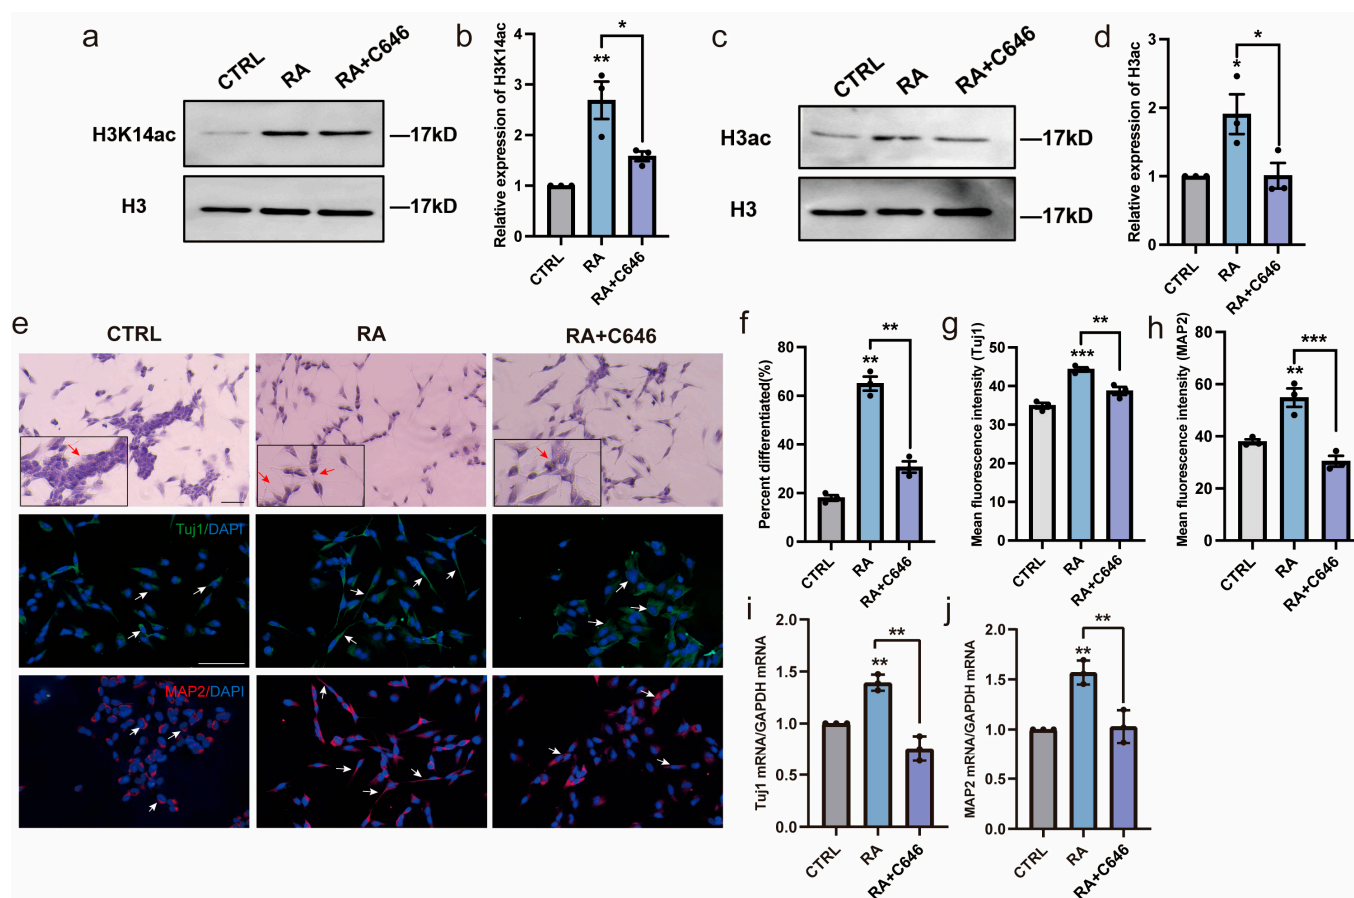 a
CTRL
RA
RA+C646
H3K14ac
—17kD
H3
—17kD
b
Relative expression of H3K14ac
4
3
2
1
0
**
*
CTRL
RA
RA+C646
c
CTRL
RA
RA+C646
H3ac
—17kD
H3
—17kD
d
Relative expression of H3ac
3
2
1
0
*
*
CTRL
RA
RA+C646
e
CTRL
RA
RA+C646
Tuj1/DAPI
MAP2/DAPI
f
Percent differentiated(%)
80
60
40
20
0
**
**
CTRL
RA
RA+C646
g
Mean fluorescence intensity (Tuj1)
50
40
30
20
10
0
***
**
CTRL
RA
RA+C646
h
Mean fluorescence intensity (MAP2)
80
60
40
20
0
**
***
CTRL
RA
RA+C646
i
Tuj1 mRNA/GAPDH mRNA
2.0
1.5
1.0
0.5
0.0
**
**
CTRL
RA
RA+C646
j
MAP2 mRNA/GAPDH mRNA
2.0
1.5
1.0
0.5
0.0
**
**
CTRL
RA
RA+C646